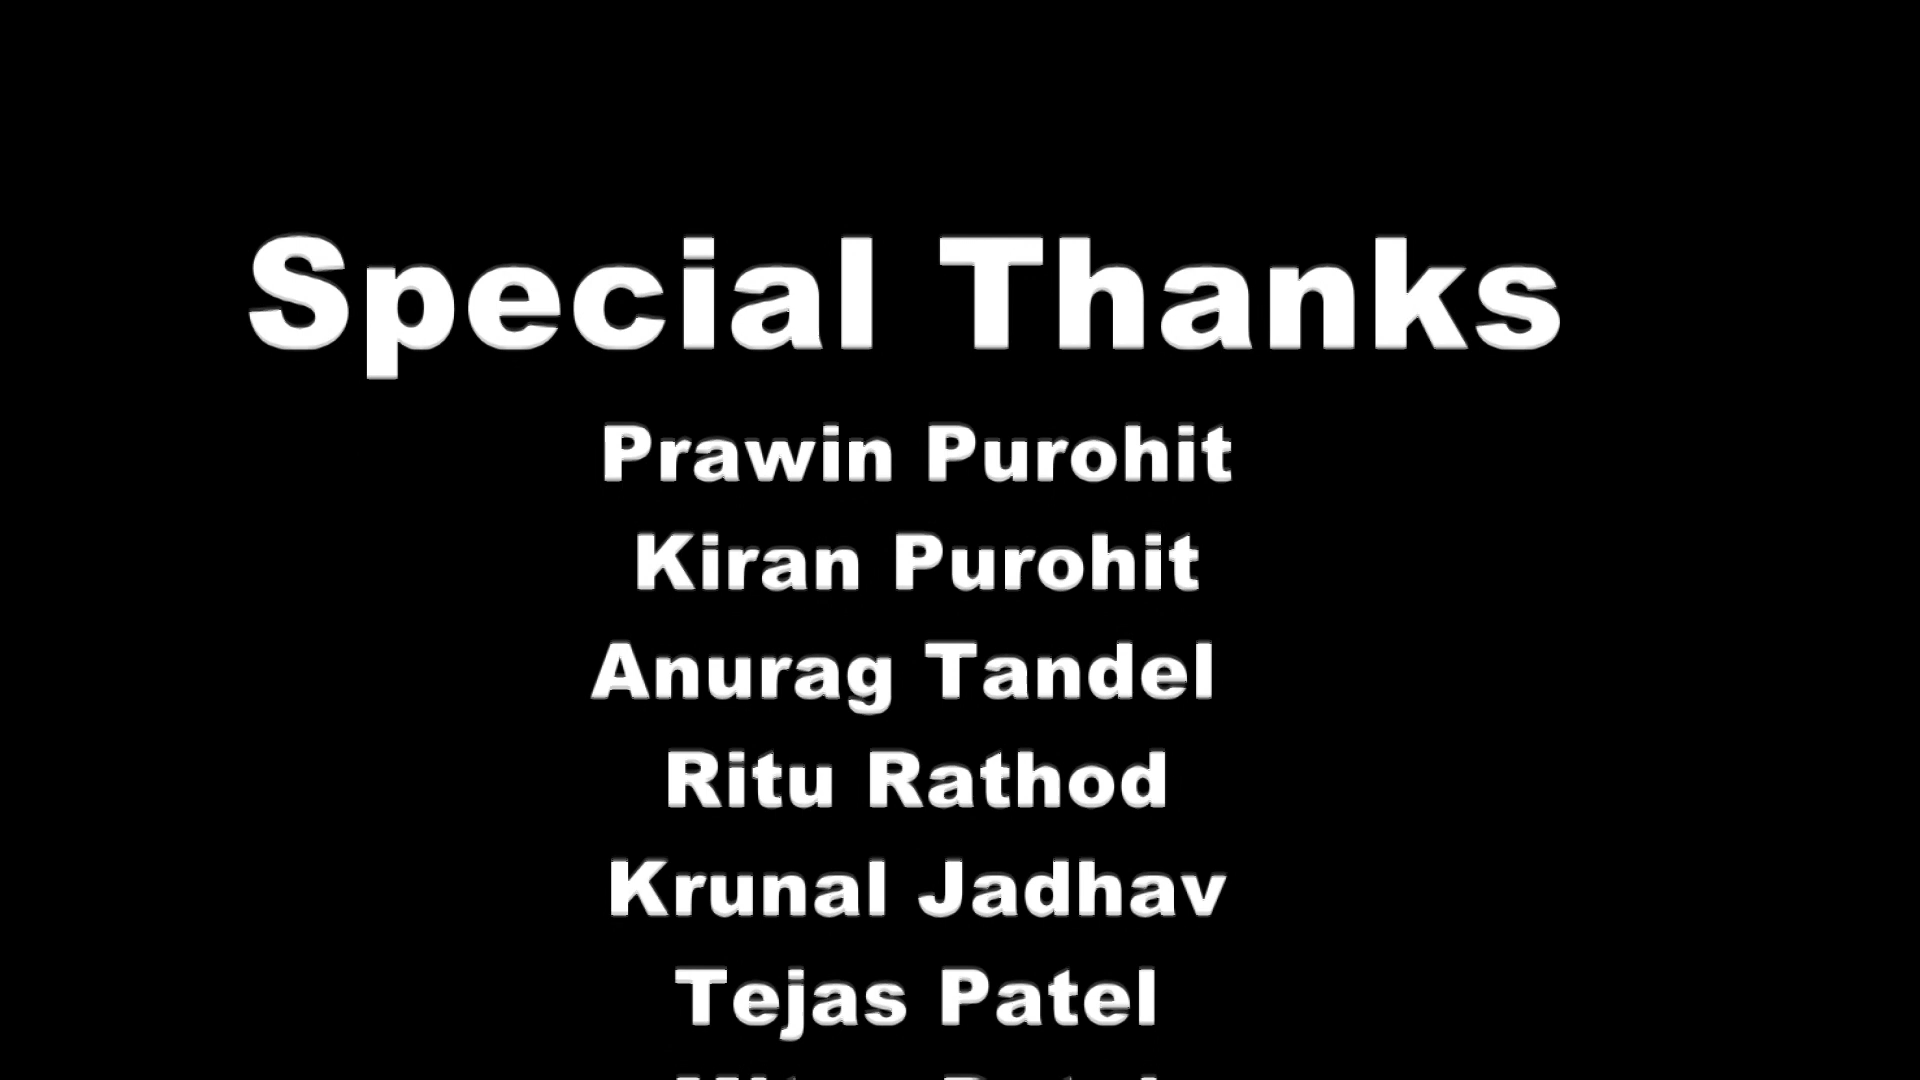 Special Thanks
Prawin Purohit
Kiran Purohit
Anurag Tandel
Ritu Rathod
Krunal Jadhav
Tejas Patel